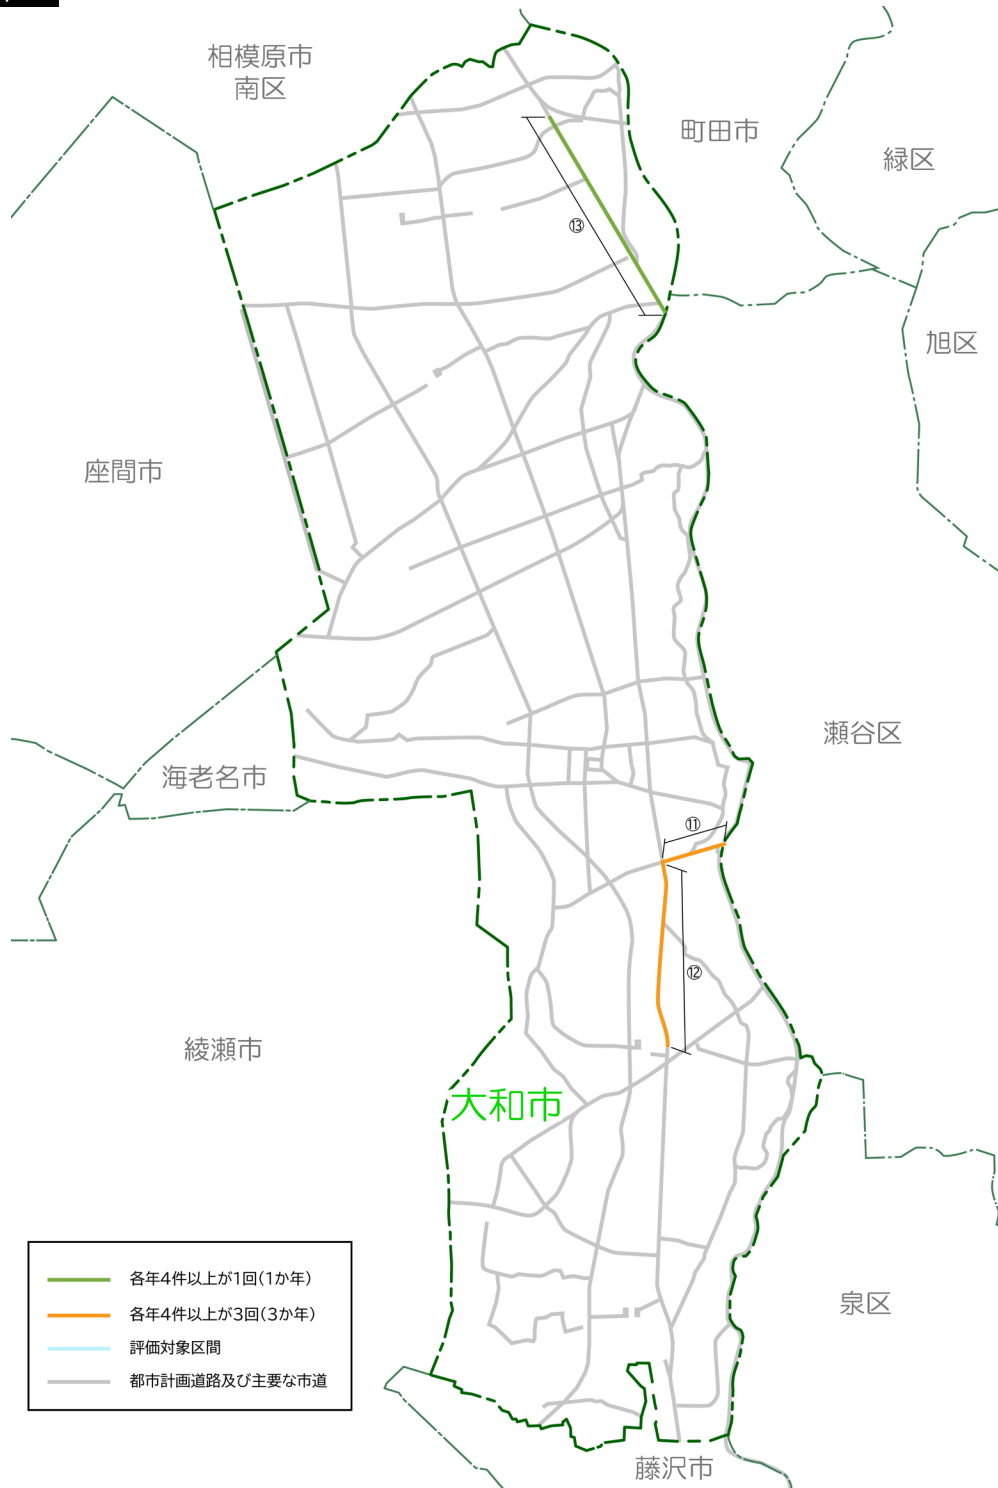 相模原市
南区
町田市
緑区
⑬
旭区
座間市
瀬谷区
海老名市
⑪
⑫
綾瀬市
大和市
泉区
各年4件以上が1回(1か年)
各年4件以上が3回(3か年)
評価対象区間
都市計画道路及び主要な市道
藤沢市